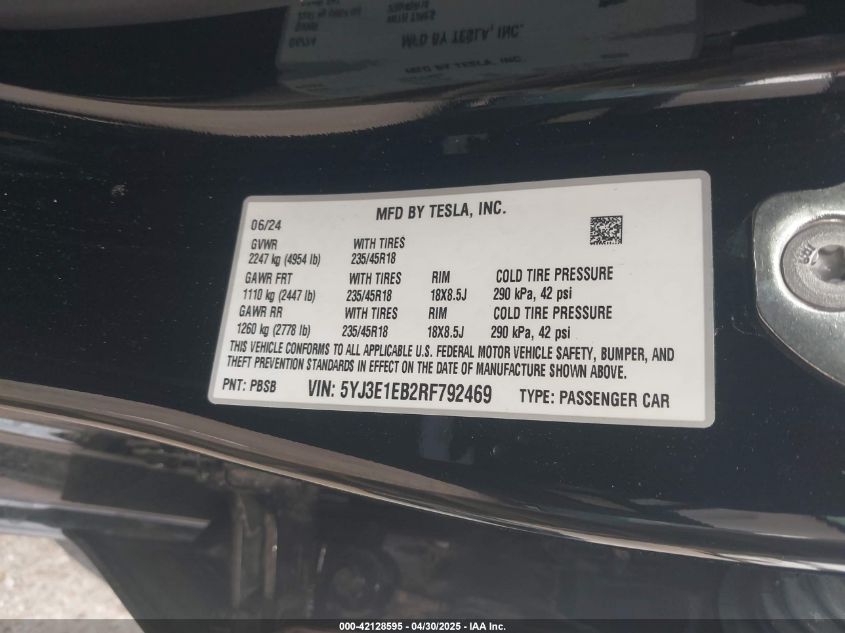 MFD BY TESLA, INC.
06/24
GVWR WITH TIRES
2247 kg (4954 lb) 235/45R18
GAWR FRT WITH TIRES RIM COLD TIRE PRESSURE
1110 kg (2447 lb) 235/45R18 18X8.5J 290 kPa, 42 psi
GAWR RR WITH TIRES RIM COLD TIRE PRESSURE
1260 kg (2778 lb) 235/45R18 18X8.5J 290 kPa, 42 psi
THIS VEHICLE CONFORMS TO ALL APPLICABLE U.S. FEDERAL MOTOR VEHICLE SAFETY, BUMPER, AND
THEFT PREVENTION STANDARDS IN EFFECT ON THE DATE OF MANUFACTURE SHOWN ABOVE.
PNT: PBSB VIN: 5YJ3E1EB2RF792469 TYPE: PASSENGER CAR
000-42128595 - 04/30/2025 - IAA Inc.